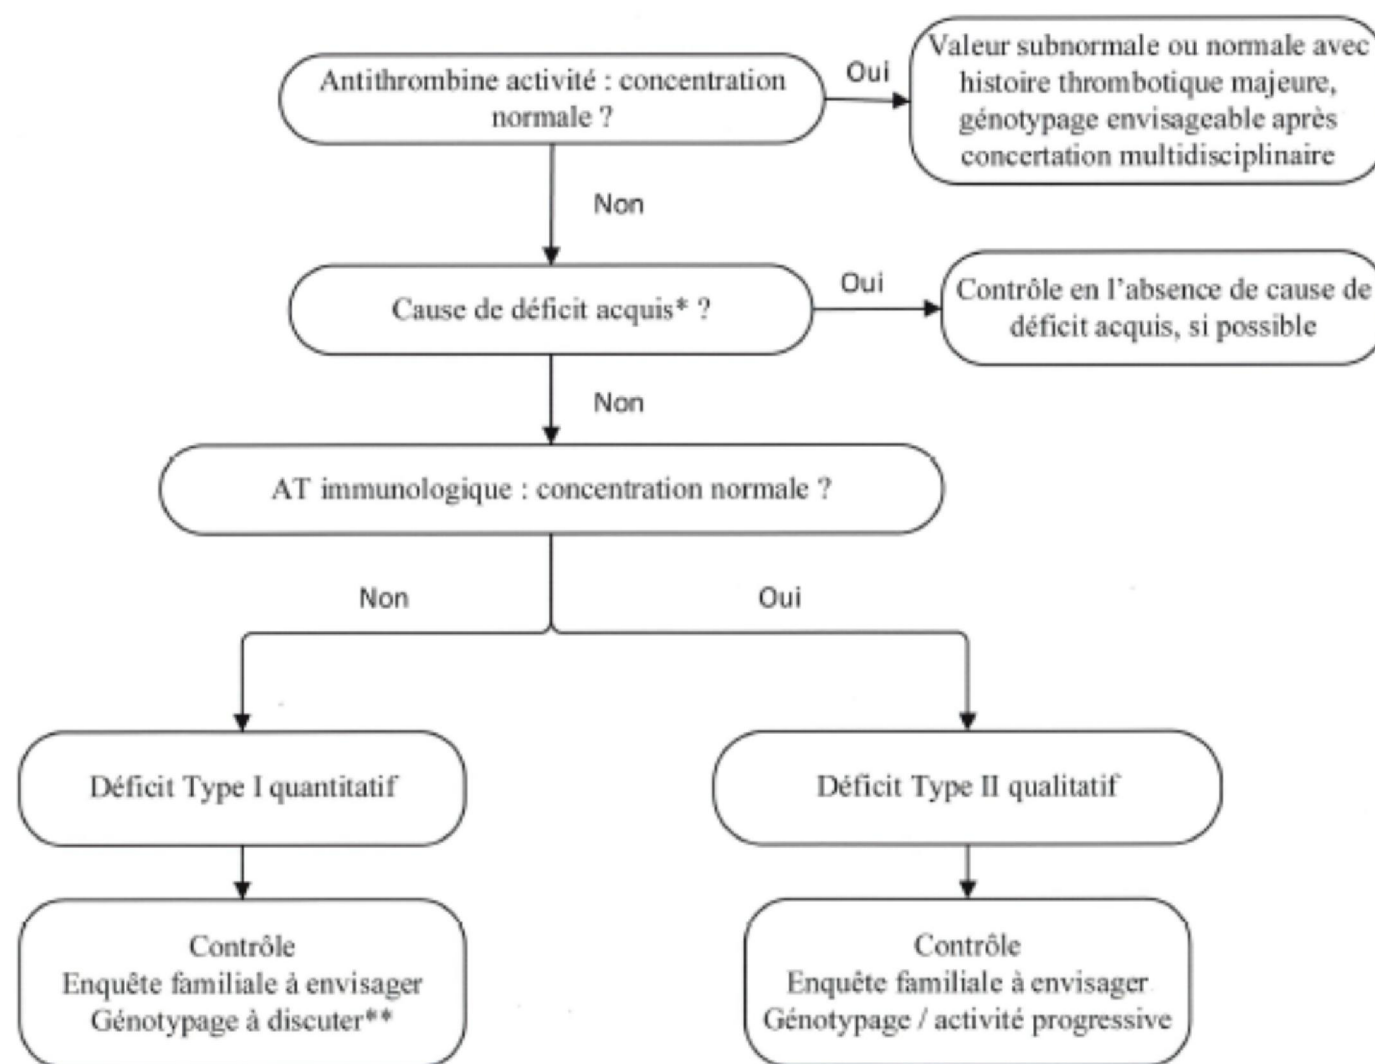 Antithrombine activité : concentration
normale ?
Oui
Valeur subnormale ou normale avec
histoire thrombotique majeure,
génotypage envisageable après
concertation multidisciplinaire
Non
Cause de déficit acquis* ?
Oui
Contrôle en l'absence de cause de
déficit acquis, si possible
Non
AT immunologique : concentration normale ?
Non
Oui
Déficit Type I quantitatif
Déficit Type II qualitatif
Contrôle
Enquête familiale à envisager
Génotypage à discuter**
Contrôle
Enquête familiale à envisager
Génotypage / activité progressive